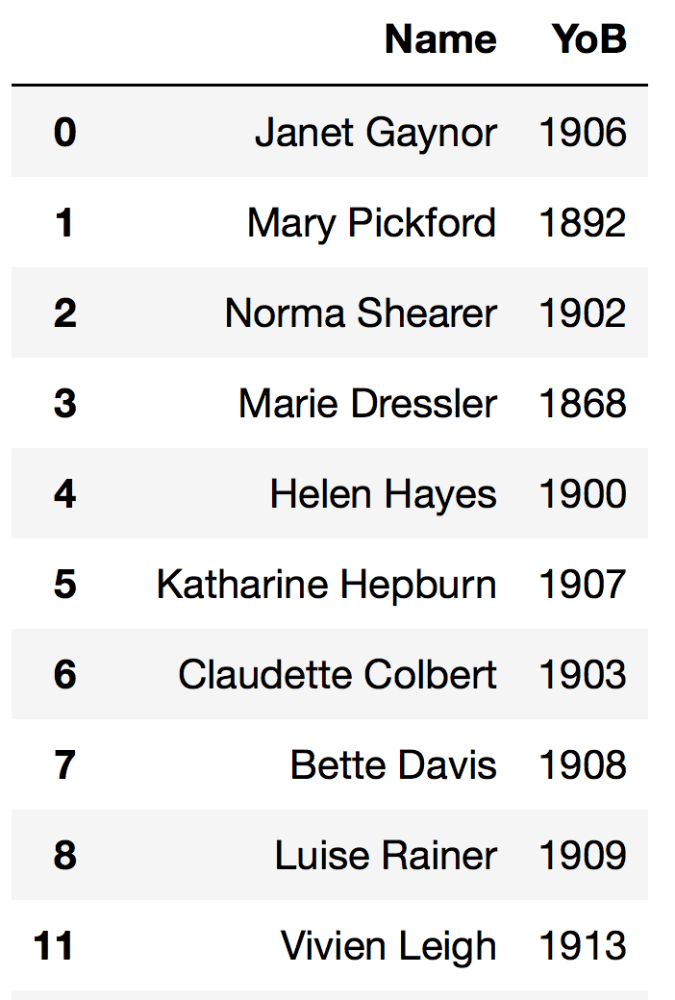 Name YoB
0 Janet Gaynor 1906
1 Mary Pickford 1892
2 Norma Shearer 1902
3 Marie Dressler 1868
4 Helen Hayes 1900
5 Katharine Hepburn 1907
6 Claudette Colbert 1903
7 Bette Davis 1908
8 Luise Rainer 1909
11 Vivien Leigh 1913